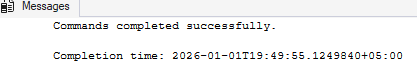 Messages
Commands completed successfully.
Completion time: 2026-01-01T19:49:55.1249840+05:00